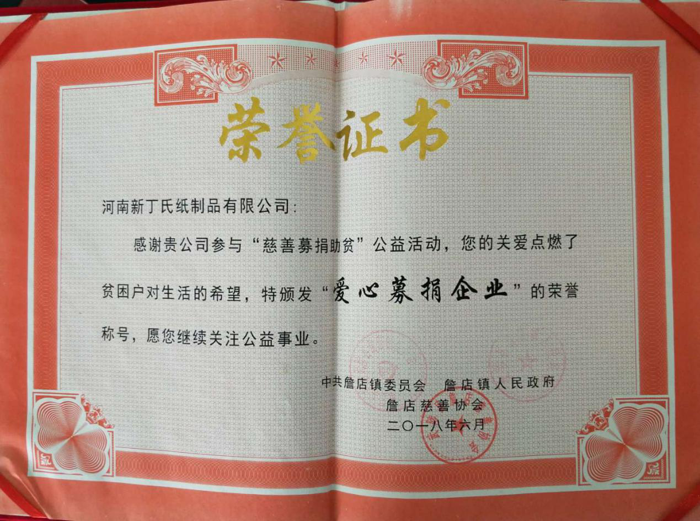 荣誉证书
河南新丁氏纸制品有限公司：
感谢贵公司参与“慈善募捐助贫”公益活动，您的关爱点燃了
贫困户对生活的希望，特颁发“爱心募捐企业”的荣誉
称号，愿您继续关注公益事业。
中共詹店镇委员会 詹店镇人民政府
詹店慈善协会
二〇一八年六月